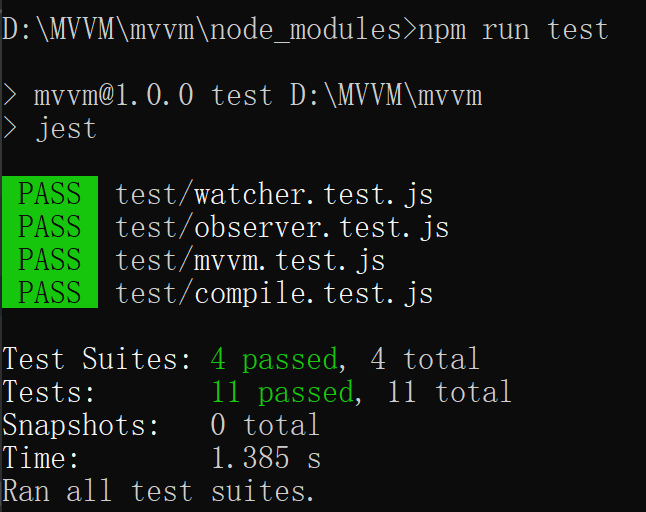 D:\MVVM\mvvm\node_modules>npm run test
> mvvm@1.0.0 test D:\MVVM\mvvm
> jest
PASS test/watcher.test.js
PASS test/observer.test.js
PASS test/mvvm.test.js
PASS test/compile.test.js
Test Suites: 4 passed, 4 total
Tests: 11 passed, 11 total
Snapshots: 0 total
Time: 1.385 s
Ran all test suites.